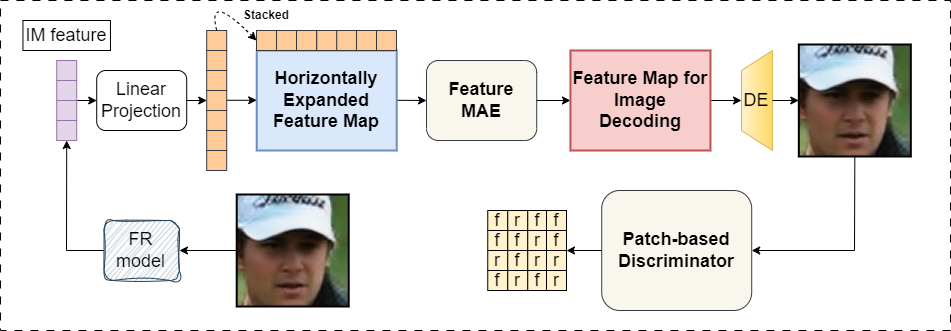 Stacked
IM feature
Linear
Projection
Horizontally
Expanded
Feature Map
Feature
MAE
Feature Map for
Image
Decoding
DE
FR
model
f r f f
f f r f
r f f r
f r f r
Patch-based
Discriminator